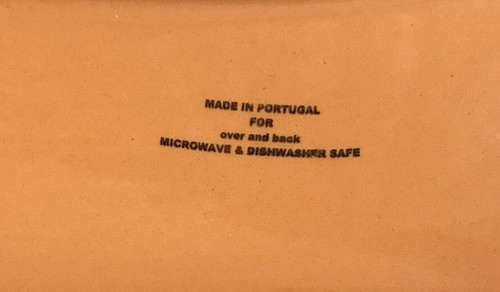 MADE IN PORTUGAL
FOR
over and back
MICROWAVE & DISHWASHER SAFE